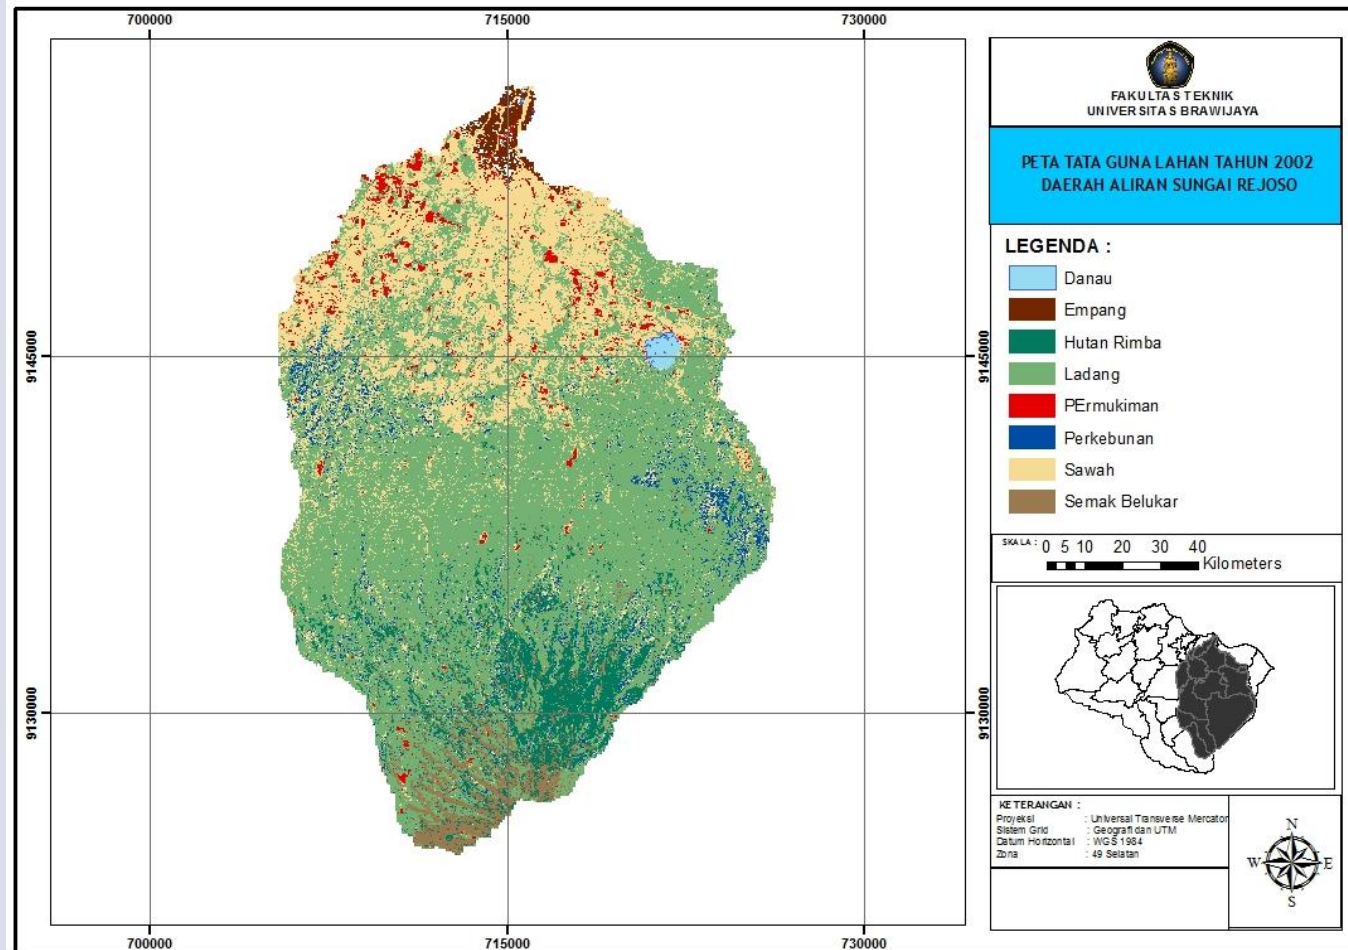 700000
715000
730000
9145000
9145000
9130000
9130000
700000
715000
730000
FAKULTAS TEKNIK
UNIVERSITAS BRAWIJAYA
PETA TATA GUNA LAHAN TAHUN 2002
DAERAH ALIRAN SUNGAI REJOSO
LEGENDA :
Danau
Empang
Hutan Rimba
Ladang
PErmukiman
Perkebunan
Sawah
Semak Belukar
SKALA : 0 5 10 20 30 40
Kilometers
KETERANGAN :
Proyeksi : Universal Transverse Mercator
Sistem Grid : Geografi dan UTM
Datum Horizontal : WGS 1984
Zona : 49 Selatan
N
W E
S